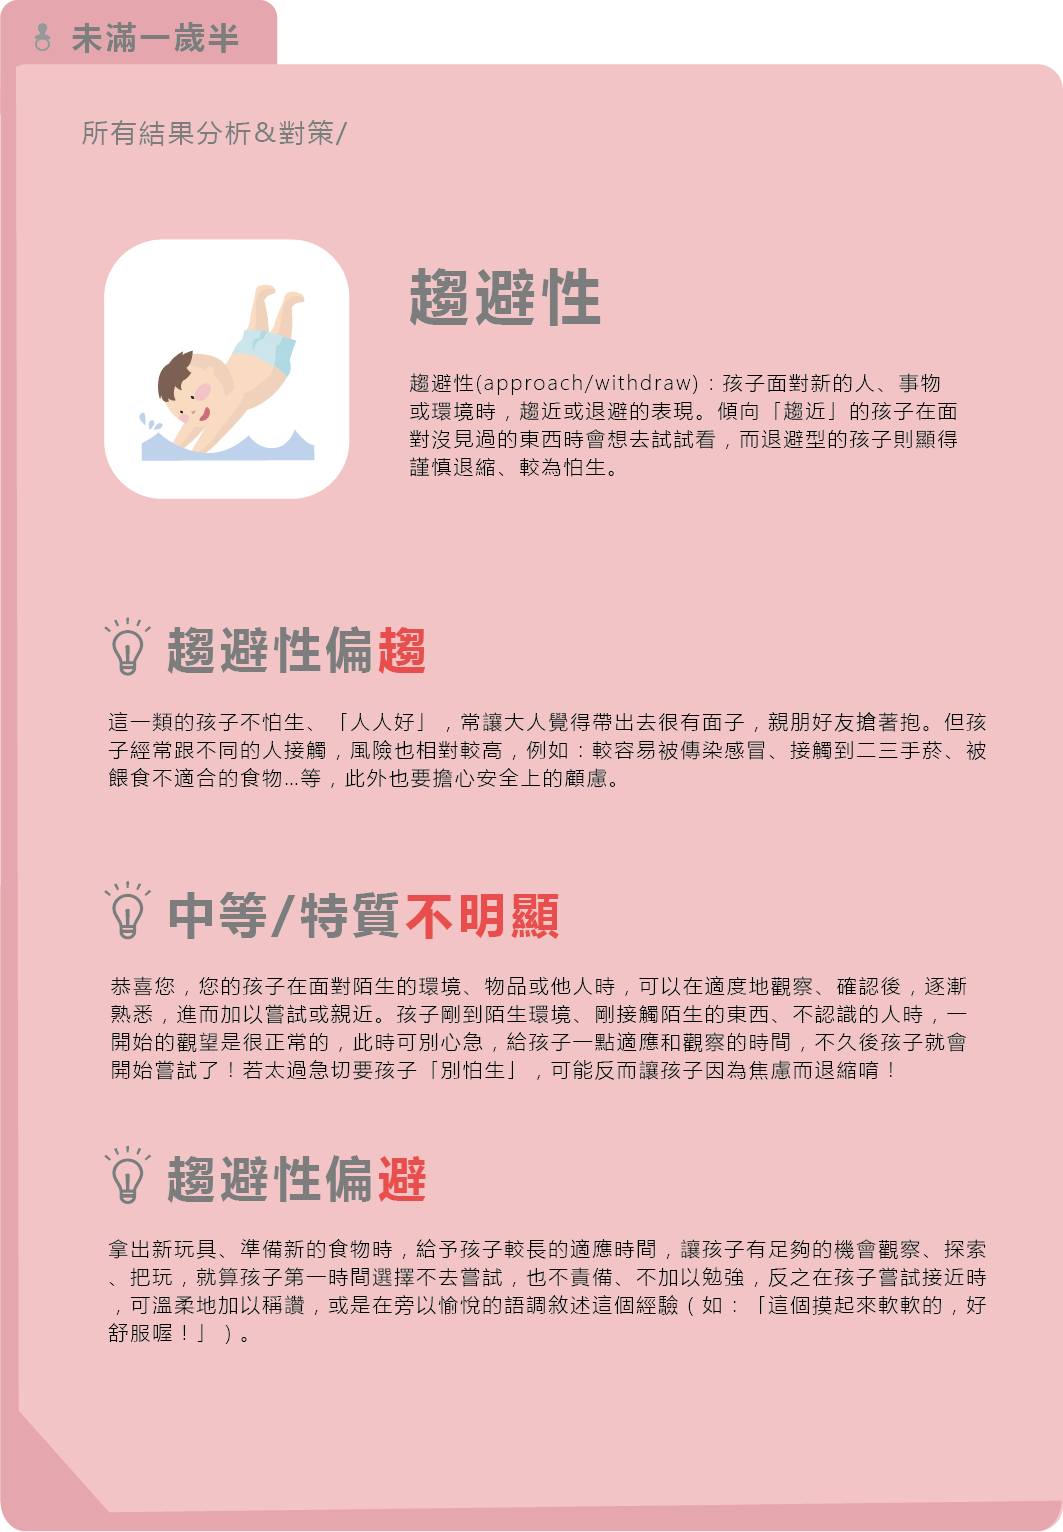 未滿一歲半
所有結果分析&對策/
趨避性
趨避性(approach/withdraw)：孩子面對新的人、事物
或環境時，趨近或退避的表現。傾向「趨近」的孩子在面
對沒見過的東西時會想去試試看，而退避型的孩子則顯得
謹慎退縮、較為怕生。
趨避性偏趨
這一類的孩子不怕生、「人人好」，常讓大人覺得帶出去很有面子，親朋好友搶著抱。但孩
子經常跟不同的人接觸，風險也相對較高，例如：較容易被傳染感冒、接觸到二三手菸、被
餵食不適合的食物...等，此外也要擔心安全上的顧慮。
中等/特質不明顯
恭喜您，您的孩子在面對陌生的環境、物品或他人時，可以在適度地觀察、確認後，逐漸
熟悉，進而加以嘗試或親近。孩子剛到陌生環境、剛接觸陌生的東西、不認識的人時，一
開始的觀望是很正常的，此時可別心急，給孩子一點適應和觀察的時間，不久後孩子就會
開始嘗試了！若太過急切要孩子「別怕生」，可能反而讓孩子因為焦慮而退縮唷！
趨避性偏避
拿出新玩具、準備新的食物時，給予孩子較長的適應時間，讓孩子有足夠的機會觀察、探索
、把玩，就算孩子第一時間選擇不去嘗試，也不責備、不加以勉強，反之在孩子嘗試接近時
，可溫柔地加以稱讚，或是在旁以愉悅的語調敘述這個經驗（如：「這個摸起來軟軟的，好
舒服喔！」）。